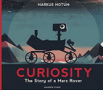 MARKUS MOTUM
CURIOSITY
The Story of a Mars Rover